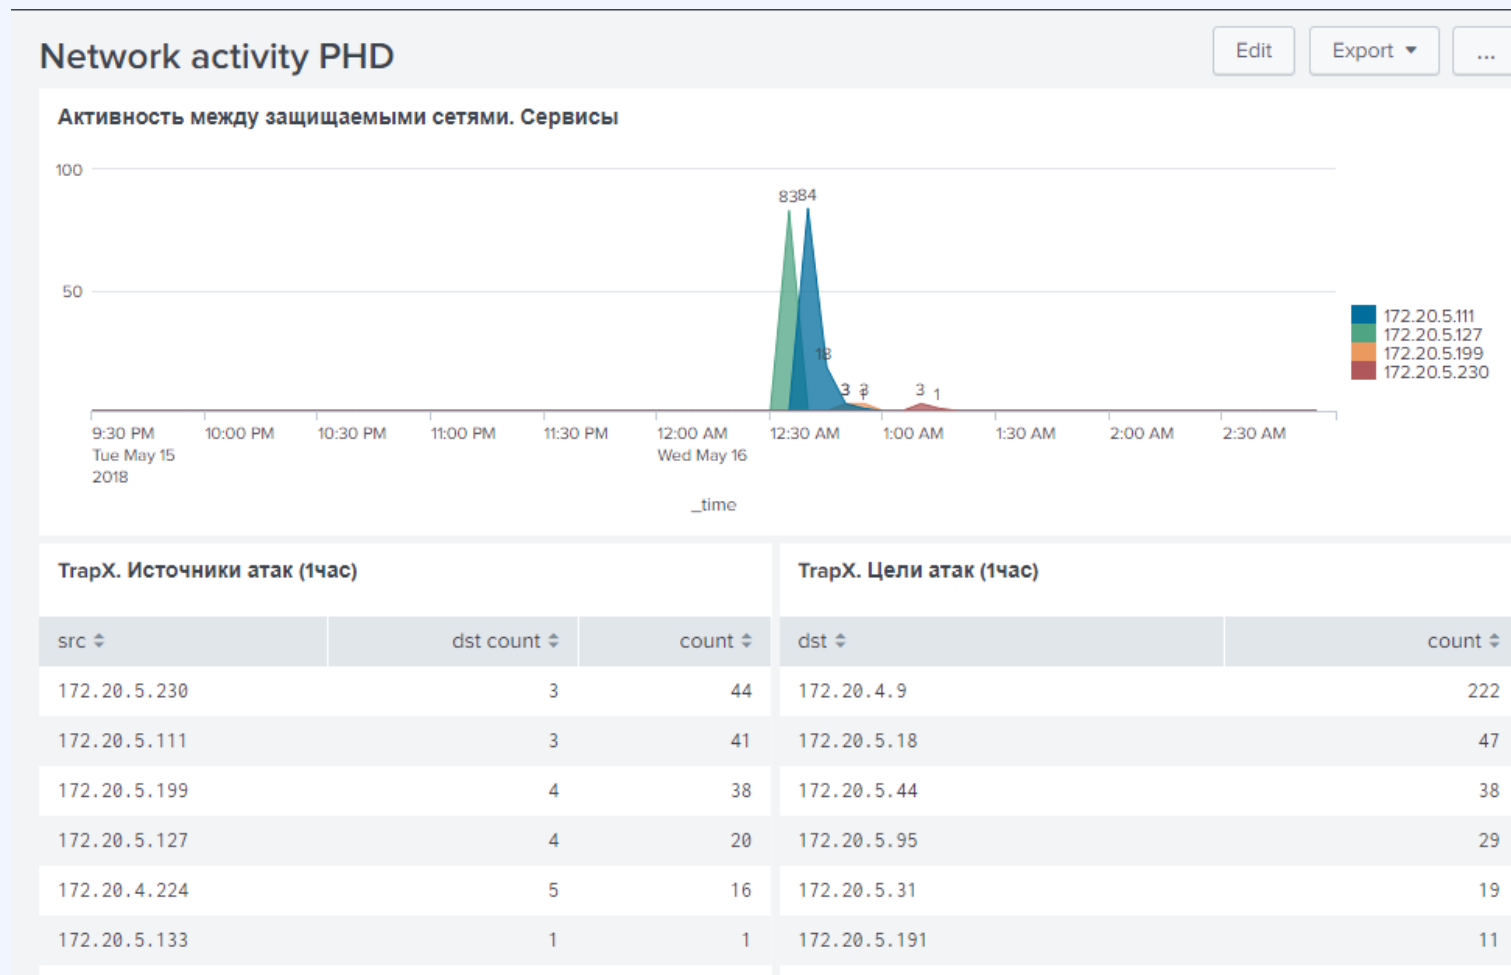 Network activity PHD
Edit
Export
...
Активность между защищаемыми сетями. Сервисы
100
50
83
84
18
3
3
1
3
1
172.20.5.111
172.20.5.127
172.20.5.199
172.20.5.230
9:30 PM 10:00 PM 10:30 PM 11:00 PM 11:30 PM 12:00 AM 12:30 AM 1:00 AM 1:30 AM 2:00 AM 2:30 AM
Tue May 15 Wed May 16
2018
_time
TrapX. Источники атак (1час)
src dst count count
172.20.5.230 3 44
172.20.5.111 3 41
172.20.5.199 4 38
172.20.5.127 4 20
172.20.4.224 5 16
172.20.5.133 1 1
TrapX. Цели атак (1час)
dst count
172.20.4.9 222
172.20.5.18 47
172.20.5.44 38
172.20.5.95 29
172.20.5.31 19
172.20.5.191 11